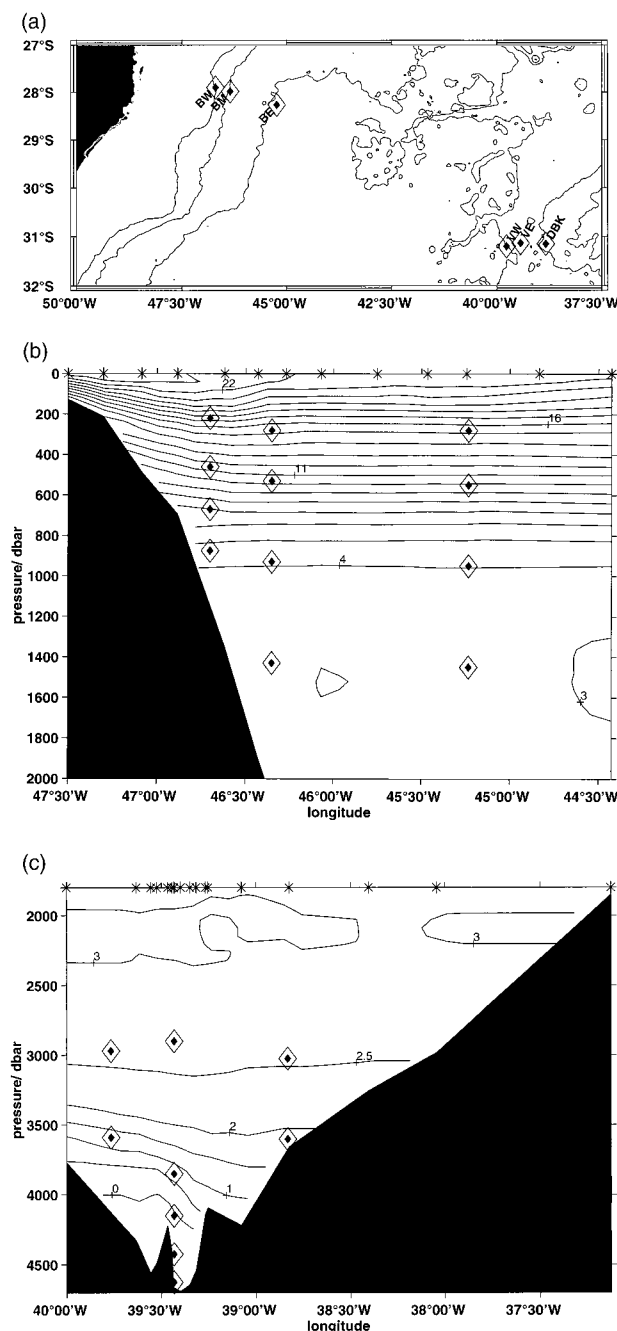 (a)
27°S
28°S
29°S
30°S
31°S
32°S
BW
BM
BE
VW
VE
DBK
50°00'W 47°30'W 45°00'W 42°30'W 40°00'W 37°30'W
(b)
0
200
400
600
800
1000
1200
1400
1600
1800
2000
pressure/ dbar
22
16
11
4
3
47°30'W 47°00'W 46°30'W 46°00'W 45°30'W 45°00'W 44°30'W
longitude
(c)
2000
2500
3000
3500
4000
4500
pressure/ dbar
3
3
2.5
2
0
1
40°00'W 39°30'W 39°00'W 38°30'W 38°00'W 37°30'W
longitude